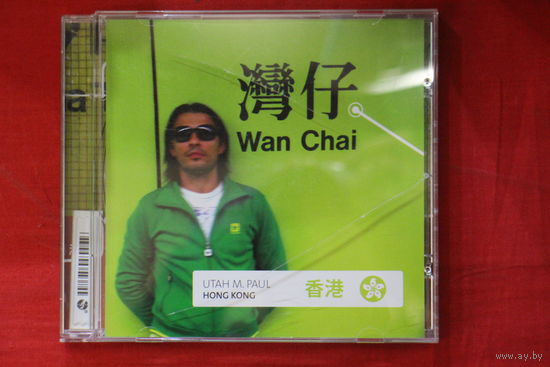 灣仔
Wan Chai
UTAH M. PAUL
HONG KONG
香港
a
www.ay.by